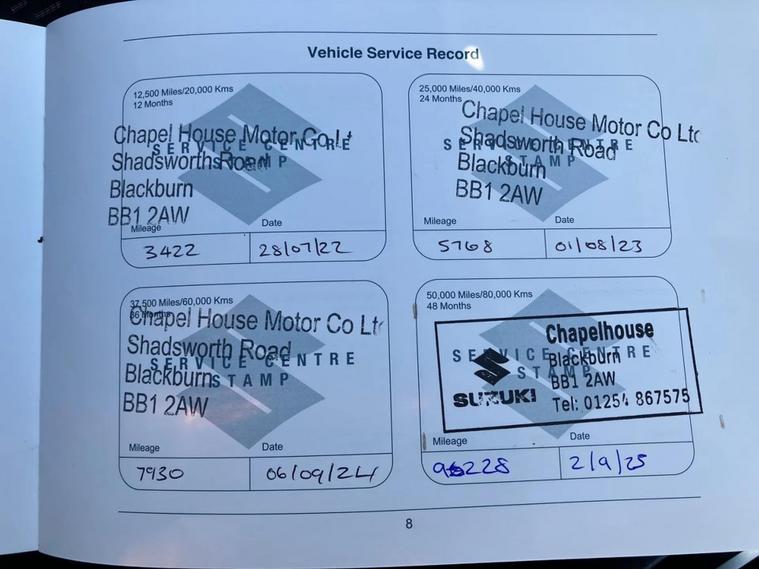 Vehicle Service Record
12,500 Miles/20,000 Kms
12 Months
SERVICE CENTRE
STAMP
Chapel House Motor Co Lt
Shadsworth Road
Blackburn
BB1 2AW
Mileage Date
3422 28/07/22
25,000 Miles/40,000 Kms
24 Months
SERVICE CENTRE
STAMP
Chapel House Motor Co Ltd
Shadsworth Road
Blackburn
BB1 2AW
Mileage Date
5768 01/08/23
37,500 Miles/60,000 Kms
36 Months
SERVICE CENTRE
STAMP
Chapel House Motor Co Lt
Shadsworth Road
Blackburn
BB1 2AW
Mileage Date
7930 06/09/24
50,000 Miles/80,000 Kms
48 Months
SERVICE CENTRE
STAMP
SUZUKI
Chapelhouse
Blackburn
BB1 2AW
Tel: 01254 867575
Mileage Date
2/9/25
8